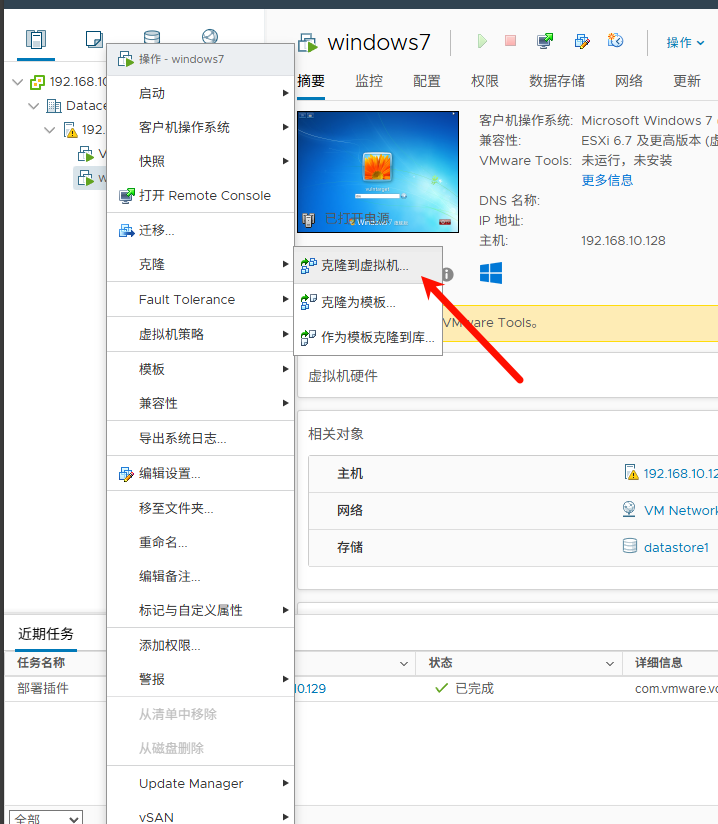 操作 - windows7
启动
客户机操作系统
快照
打开 Remote Console
迁移...
克隆
Fault Tolerance
虚拟机策略
模板
兼容性
导出系统日志...
编辑设置...
移至文件夹...
重命名...
编辑备注...
标记与自定义属性
添加权限...
警报
从清单中移除
从磁盘删除
Update Manager
vSAN
克隆到虚拟机...
克隆为模板...
作为模板克隆到库...
192.168.10
Datace
192.
V
w
windows7
操作
摘要 监控 配置 权限 数据存储 网络 更新
已打开电源
客户机操作系统: Microsoft Windows 7
兼容性: ESXi 6.7 及更高版本 (虚
VMware Tools: 未运行，未安装
更多信息
DNS 名称:
IP 地址:
主机: 192.168.10.128
VMware Tools。
虚拟机硬件
相关对象
主机 192.168.10.12
网络 VM Network
存储 datastore1
近期任务
任务名称 状态 详细信息
部署插件 10.129 已完成 com.vmware.vc
全部